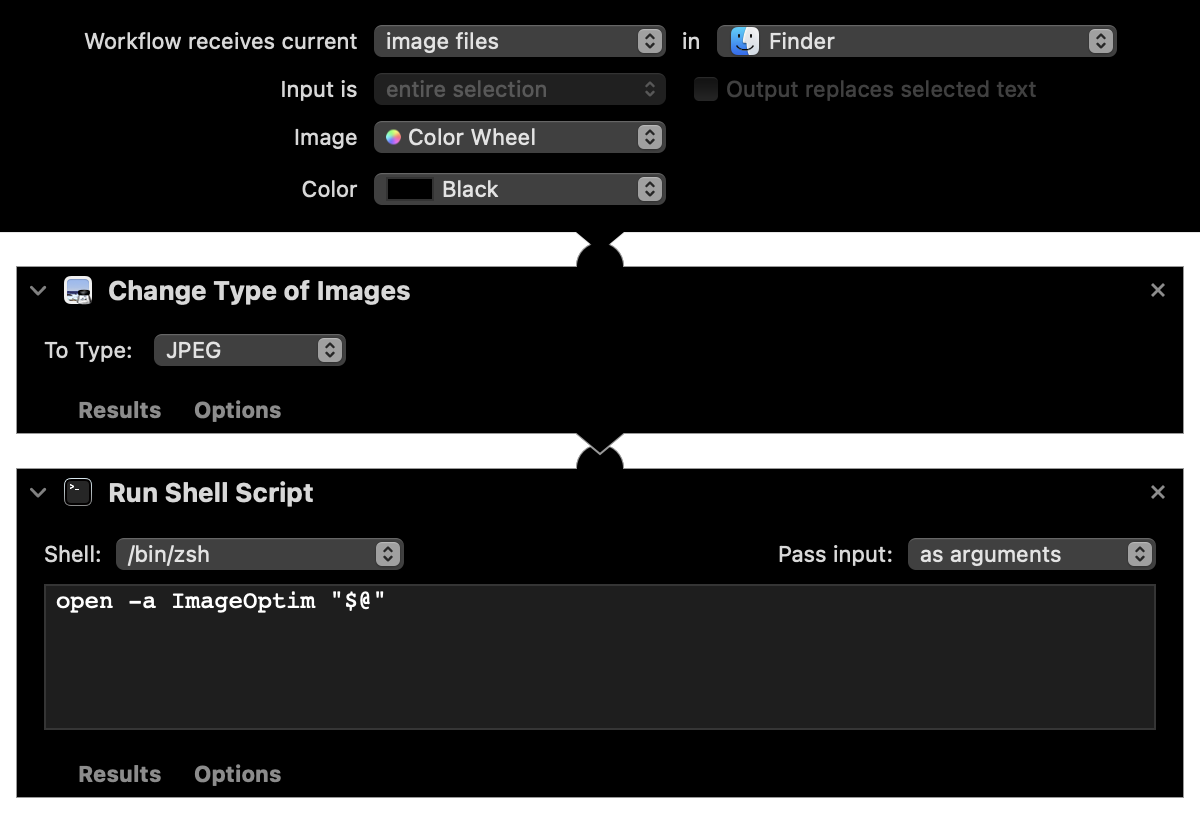 Workflow receives current image files in Finder
Input is entire selection Output replaces selected text
Image Color Wheel
Color Black
Change Type of Images
To Type: JPEG
Results Options
Run Shell Script
Shell: /bin/zsh Pass input: as arguments
open -a ImageOptim "$@"
Results Options